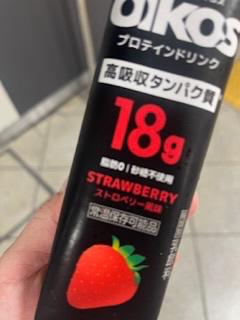 OIKOS
プロテインドリンク
高吸収タンパク質
18g
脂肪0 | 砂糖不使用
STRAWBERRY
ストロベリー風味
常温保存可能品